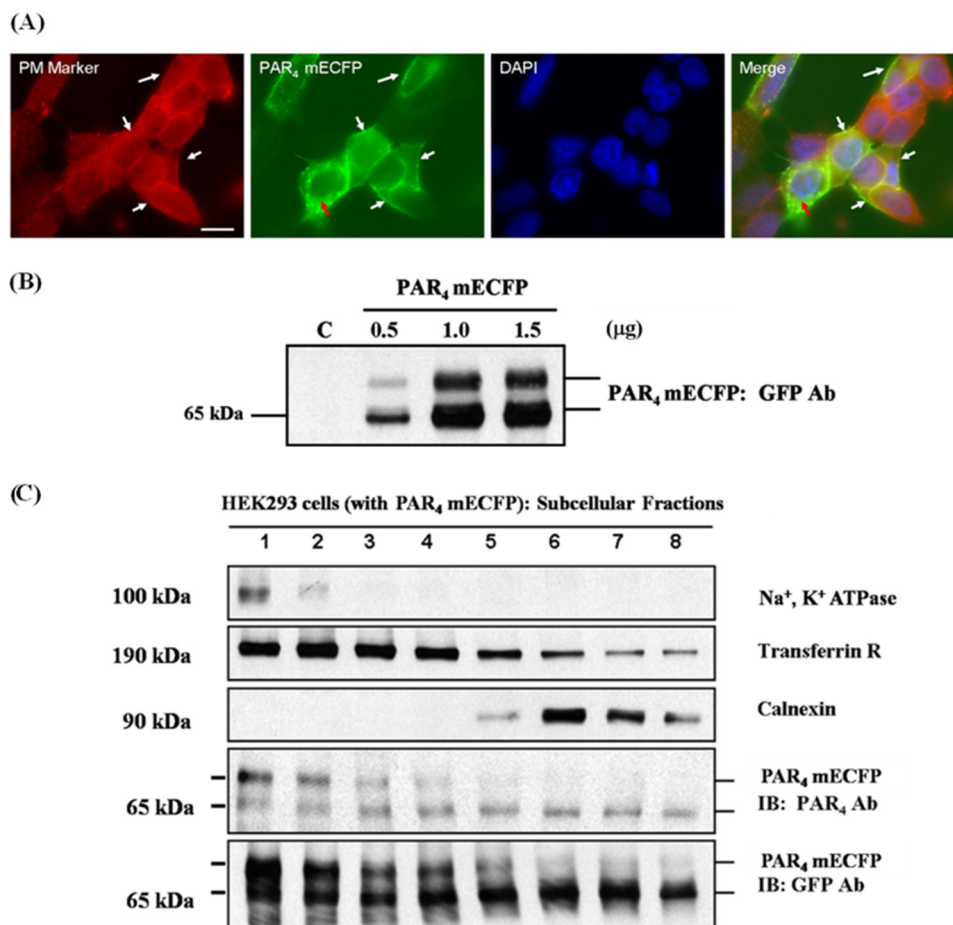 (A)
PM Marker PAR₄ mECFP DAPI Merge
(B)
PAR₄ mECFP
C 0.5 1.0 1.5 (µg)
PAR₄ mECFP: GFP Ab
65 kDa
(C)
HEK293 cells (with PAR₄ mECFP): Subcellular Fractions
1 2 3 4 5 6 7 8
100 kDa Na⁺, K⁺ ATPase
190 kDa Transferrin R
90 kDa Calnexin
PAR₄ mECFP
65 kDa IB: PAR₄ Ab
PAR₄ mECFP
IB: GFP Ab
65 kDa